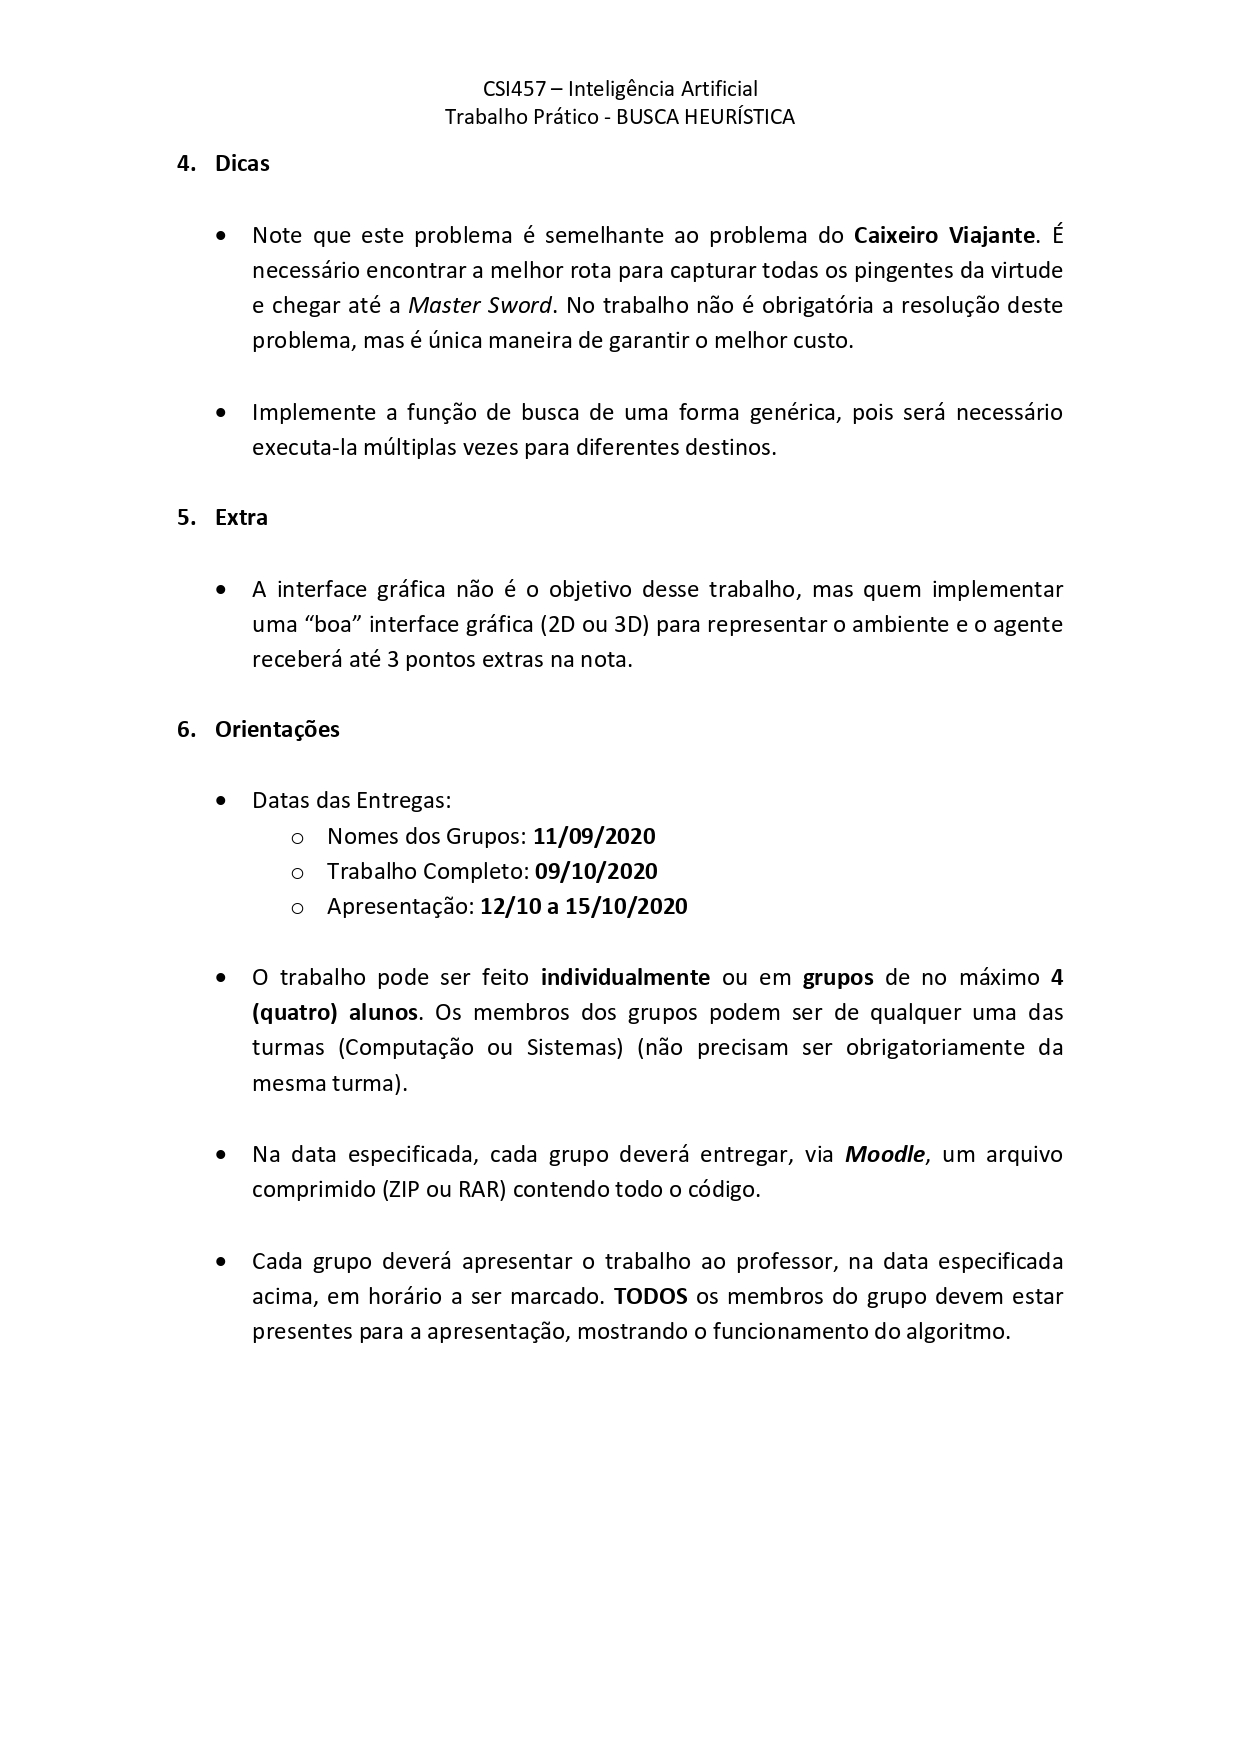 CSI457 – Inteligência Artificial
Trabalho Prático - BUSCA HEURÍSTICA
4. Dicas
• Note que este problema é semelhante ao problema do Caixeiro Viajante. É
necessário encontrar a melhor rota para capturar todas os pingentes da virtude
e chegar até a Master Sword. No trabalho não é obrigatória a resolução deste
problema, mas é única maneira de garantir o melhor custo.
• Implemente a função de busca de uma forma genérica, pois será necessário
executa-la múltiplas vezes para diferentes destinos.
5. Extra
• A interface gráfica não é o objetivo desse trabalho, mas quem implementar
uma “boa” interface gráfica (2D ou 3D) para representar o ambiente e o agente
receberá até 3 pontos extras na nota.
6. Orientações
• Datas das Entregas:
o Nomes dos Grupos: 11/09/2020
o Trabalho Completo: 09/10/2020
o Apresentação: 12/10 a 15/10/2020
• O trabalho pode ser feito individualmente ou em grupos de no máximo 4
(quatro) alunos. Os membros dos grupos podem ser de qualquer uma das
turmas (Computação ou Sistemas) (não precisam ser obrigatoriamente da
mesma turma).
• Na data especificada, cada grupo deverá entregar, via Moodle, um arquivo
comprimido (ZIP ou RAR) contendo todo o código.
• Cada grupo deverá apresentar o trabalho ao professor, na data especificada
acima, em horário a ser marcado. TODOS os membros do grupo devem estar
presentes para a apresentação, mostrando o funcionamento do algoritmo.